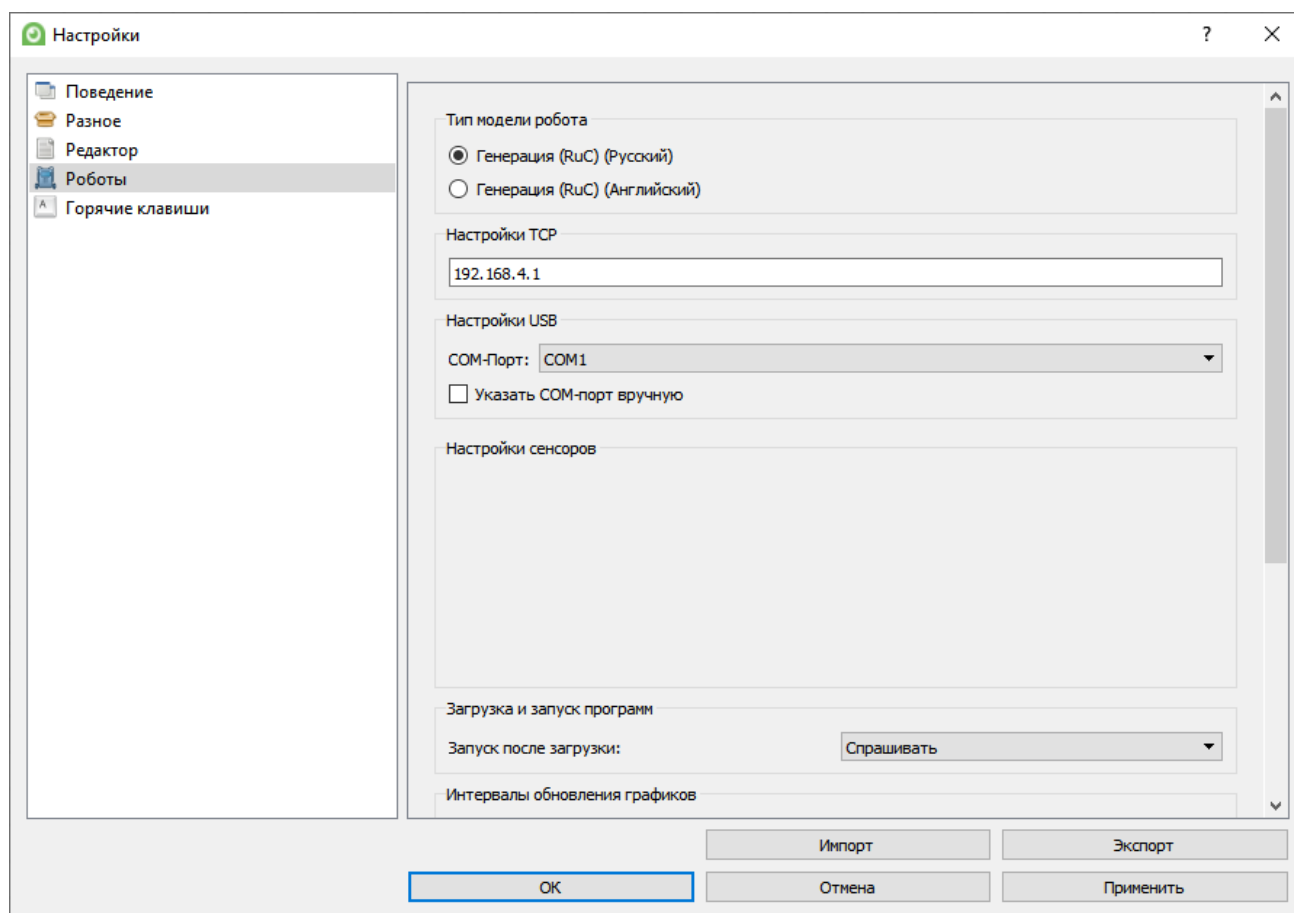 Настройки
?
Поведение
Разное
Редактор
Роботы
A Горячие клавиши
Тип модели робота
Генерация (RuC) (Русский)
Генерация (RuC) (Английский)
Настройки TCP
192.168.4.1
Настройки USB
COM-Порт: COM1
Указать COM-порт вручную
Настройки сенсоров
Загрузка и запуск программ
Запуск после загрузки: Спрашивать
Интервалы обновления графиков
Импорт Экспорт
OK Отмена Применить